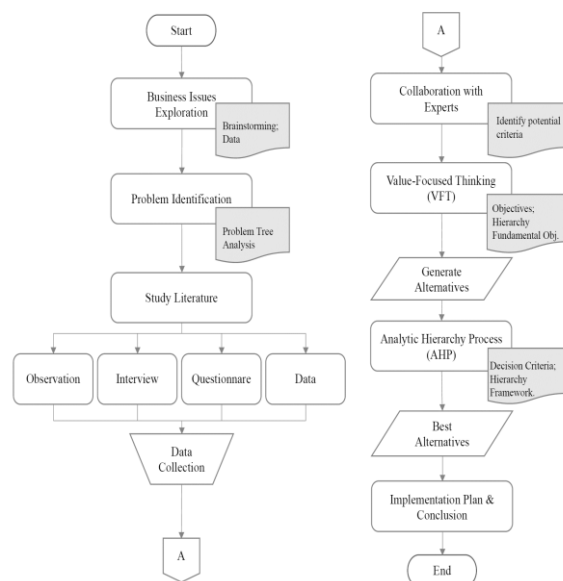 Start
Business Issues
Exploration
Brainstorming;
Data
Problem Identification
Problem Tree
Analysis
Study Literature
Observation
Interview
Questionnare
Data
Data
Collection
A
A
Collaboration with
Experts
Identify potential
criteria
Value-Focused Thinking
(VFT)
Objectives;
Hierarchy
Fundamental Obj.
Generate
Alternatives
Analytic Hierarchy Process
(AHP)
Decision Criteria;
Hierarchy
Framework.
Best
Alternatives
Implementation Plan &
Conclusion
End